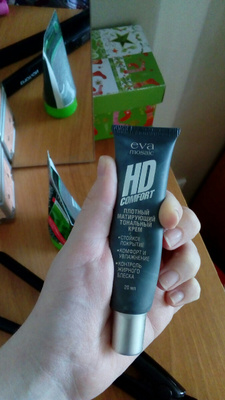 eva
mosaic
HD
COMFORT
ПЛОТНЫЙ
МАТИРУЮЩИЙ
ТОНАЛЬНЫЙ
КРЕМ
•СТОЙКОЕ
ПОКРЫТИЕ
•КОМФОРТ И
УВЛАЖНЕНИЕ
•КОНТРОЛЬ
ЖИРНОГО
БЛЕСКА
20 мл